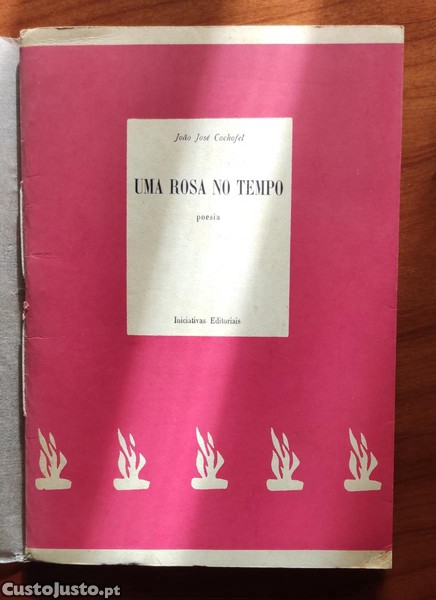 João José Cochofel
UMA ROSA NO TEMPO
poesia
Iniciativas Editoriais
CustoJusto.pt